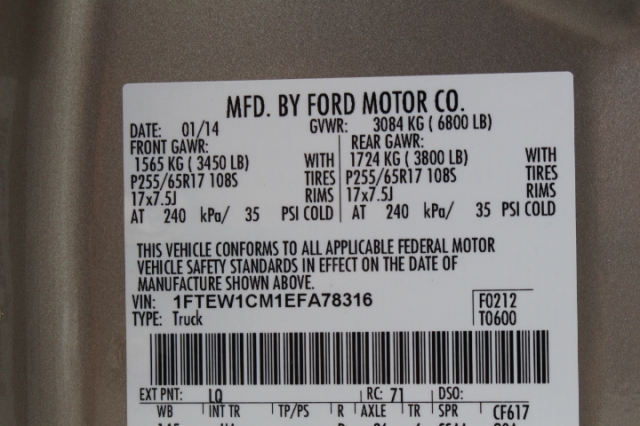 MFD. BY FORD MOTOR CO.
DATE: 01/14 GVWR: 3084 KG ( 6800 LB)
FRONT GAWR: REAR GAWR:
1565 KG ( 3450 LB) WITH 1724 KG ( 3800 LB) WITH
P255/65R17 108S TIRES P255/65R17 108S TIRES
17x7.5J RIMS 17x7.5J RIMS
AT 240 kPa/ 35 PSI COLD AT 240 kPa/ 35 PSI COLD
THIS VEHICLE CONFORMS TO ALL APPLICABLE FEDERAL MOTOR
VEHICLE SAFETY STANDARDS IN EFFECT ON THE DATE OF
MANUFACTURE SHOWN ABOVE.
VIN: 1FTEW1CM1EFA78316 F0212
TYPE: Truck T0600
EXT PNT: LQ RC: 71 DSO:
WB INT TR TP/PS R AXLE TR SPR CF617